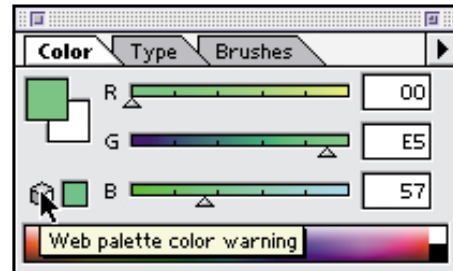 Color Type Brushes
R 00
G E5
B 57
Web palette color warning